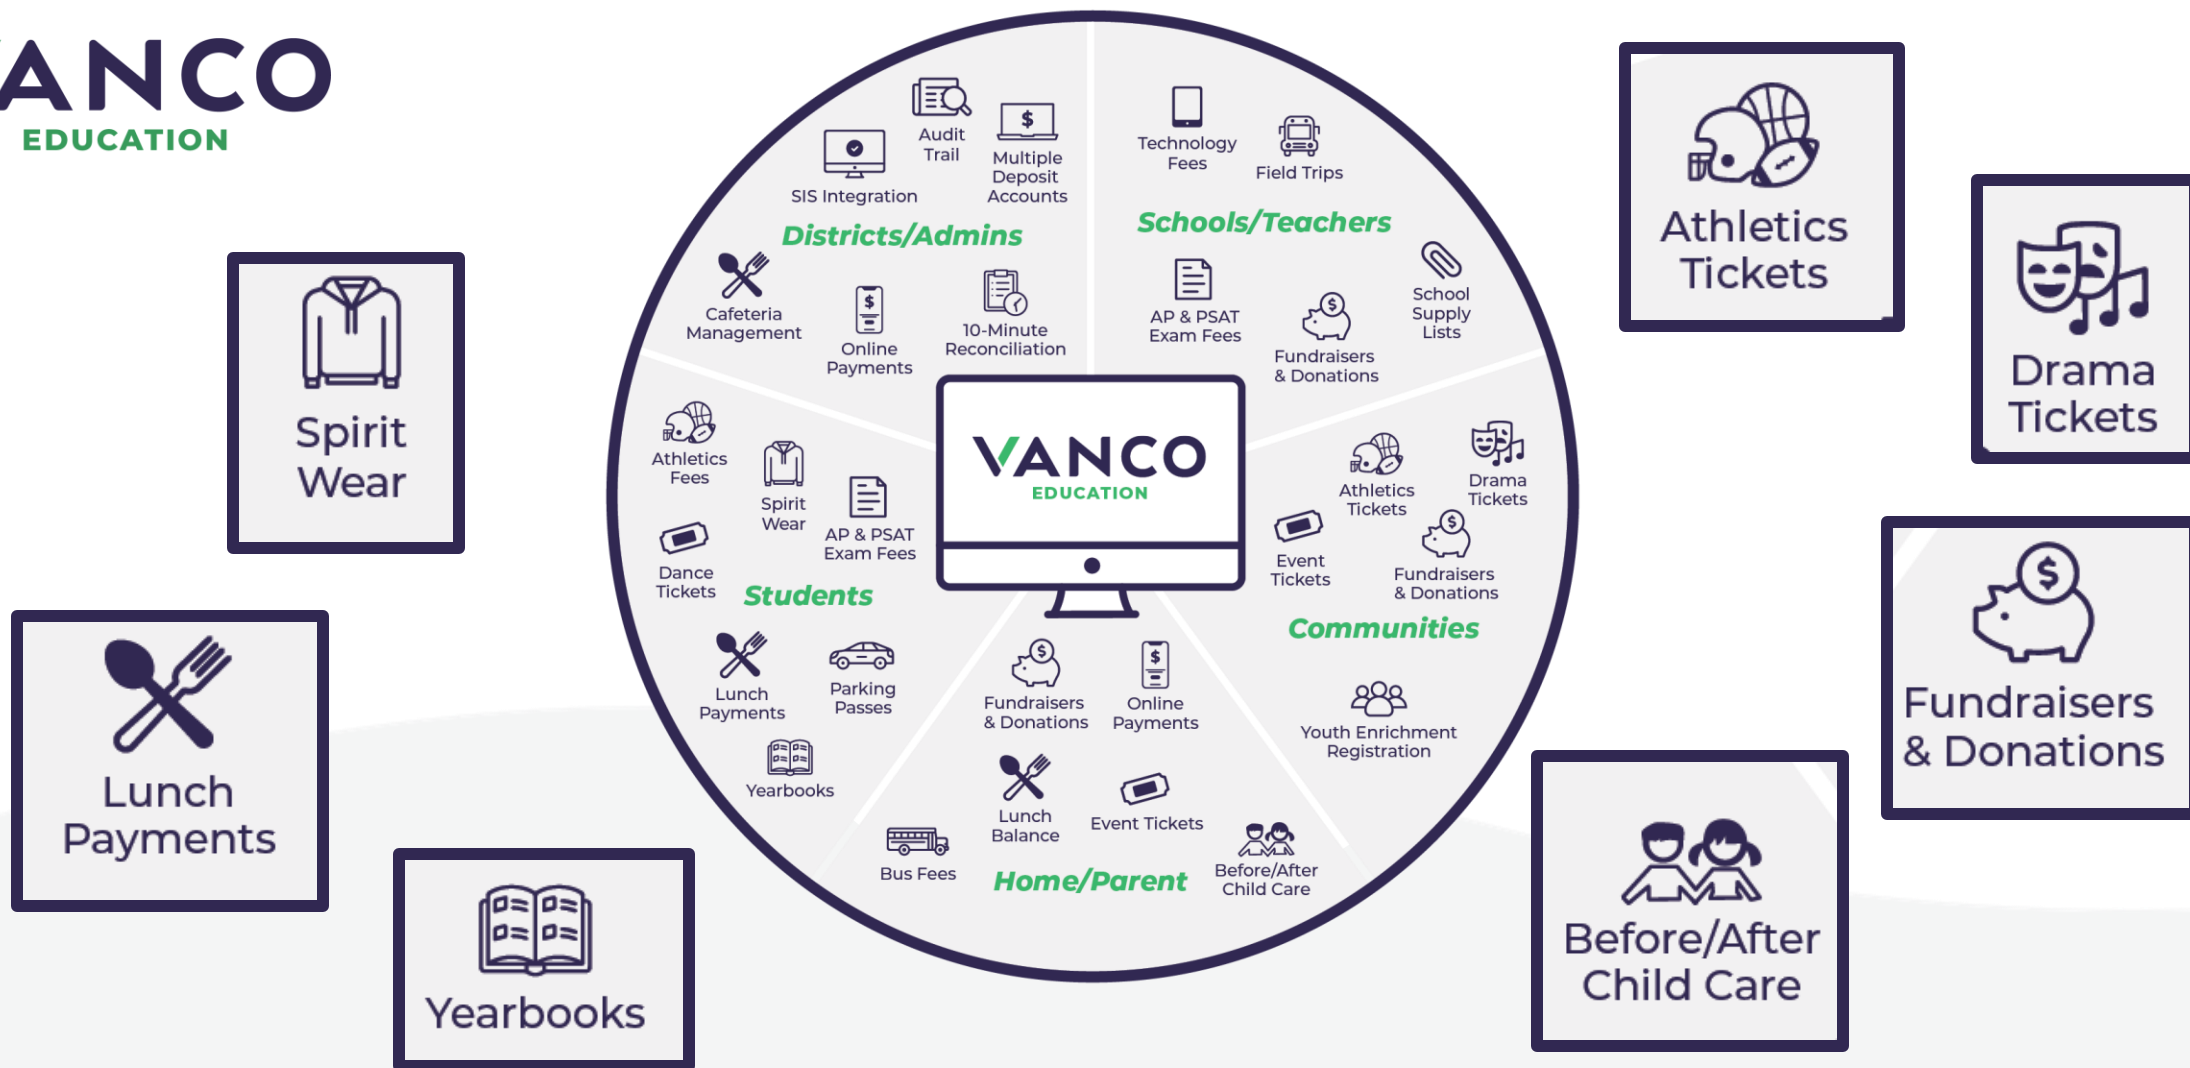 VANCO
EDUCATION
Spirit
Wear
Lunch
Payments
Yearbooks
Audit
Trail
SIS Integration
$
Multiple
Deposit
Accounts
Districts/Admins
Cafeteria
Management
$
Online
Payments
10-Minute
Reconciliation
Technology
Fees
Field Trips
Schools/Teachers
AP & PSAT
Exam Fees
$
Fundraisers
& Donations
School
Supply
Lists
VANCO
EDUCATION
Athletics
Fees
Spirit
Wear
AP & PSAT
Exam Fees
Dance
Tickets
Students
Lunch
Payments
Parking
Passes
Yearbooks
Athletics
Tickets
Drama
Tickets
Event
Tickets
$
Fundraisers
& Donations
Communities
Youth Enrichment
Registration
$
Fundraisers
& Donations
$
Online
Payments
Lunch
Balance
Event Tickets
Bus Fees
Home/Parent
Before/After
Child Care
Athletics
Tickets
Drama
Tickets
$
Fundraisers
& Donations
Before/After
Child Care